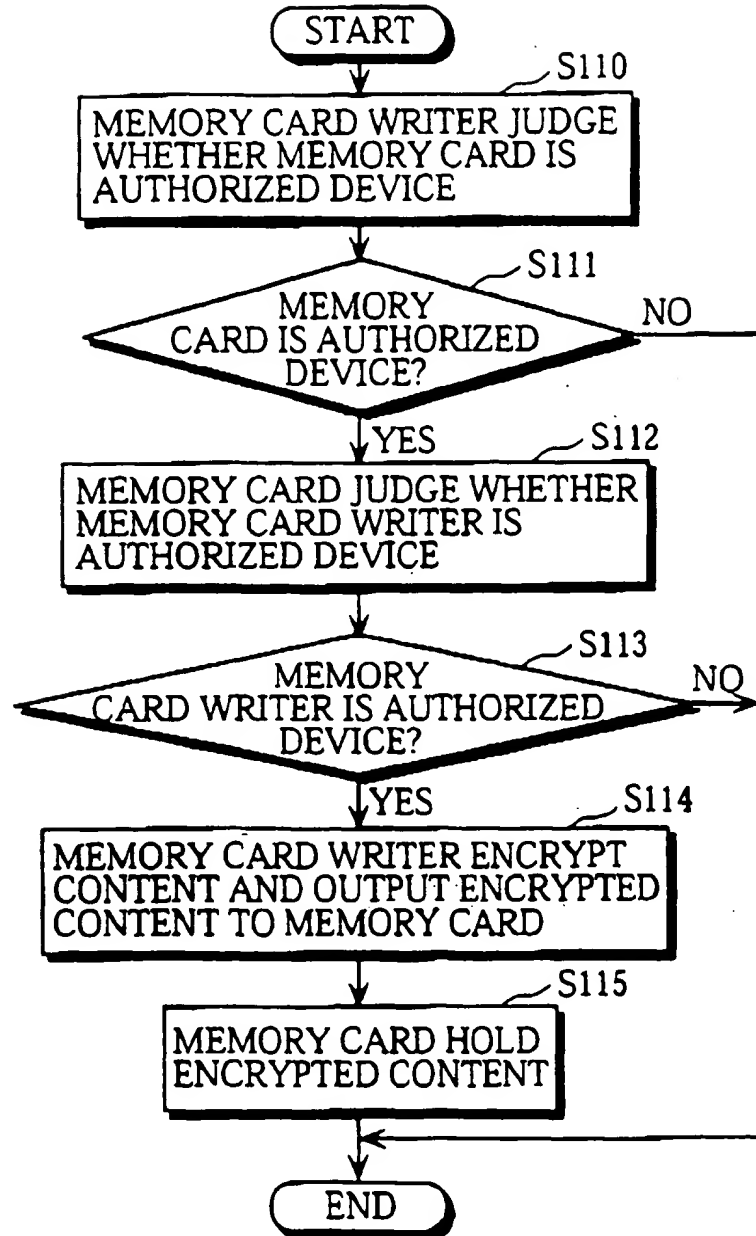 START
S110
MEMORY CARD WRITER JUDGE
WHETHER MEMORY CARD IS
AUTHORIZED DEVICE
S111
MEMORY
CARD IS AUTHORIZED
DEVICE?
NO
YES
S112
MEMORY CARD JUDGE WHETHER
MEMORY CARD WRITER IS
AUTHORIZED DEVICE
S113
MEMORY
CARD WRITER IS AUTHORIZED
DEVICE?
NO
YES
S114
MEMORY CARD WRITER ENCRYPT
CONTENT AND OUTPUT ENCRYPTED
CONTENT TO MEMORY CARD
S115
MEMORY CARD HOLD
ENCRYPTED CONTENT
END